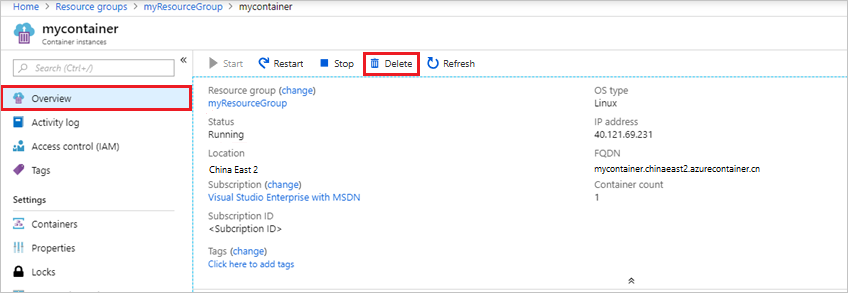 Home > Resource groups > myResourceGroup > mycontainer
mycontainer
Container instances
Search (Ctrl+/)
«
Overview
Activity log
Access control (IAM)
Tags
Settings
Containers
Properties
Locks
Start Restart Stop Delete Refresh
Resource group (change)
myResourceGroup
Status
Running
Location
China East 2
Subscription (change)
Visual Studio Enterprise with MSDN
Subscription ID
<Subcription ID>
Tags (change)
Click here to add tags
OS type
Linux
IP address
40.121.69.231
FQDN
mycontainer.chinaeast2.azurecontainer.cn
Container count
1